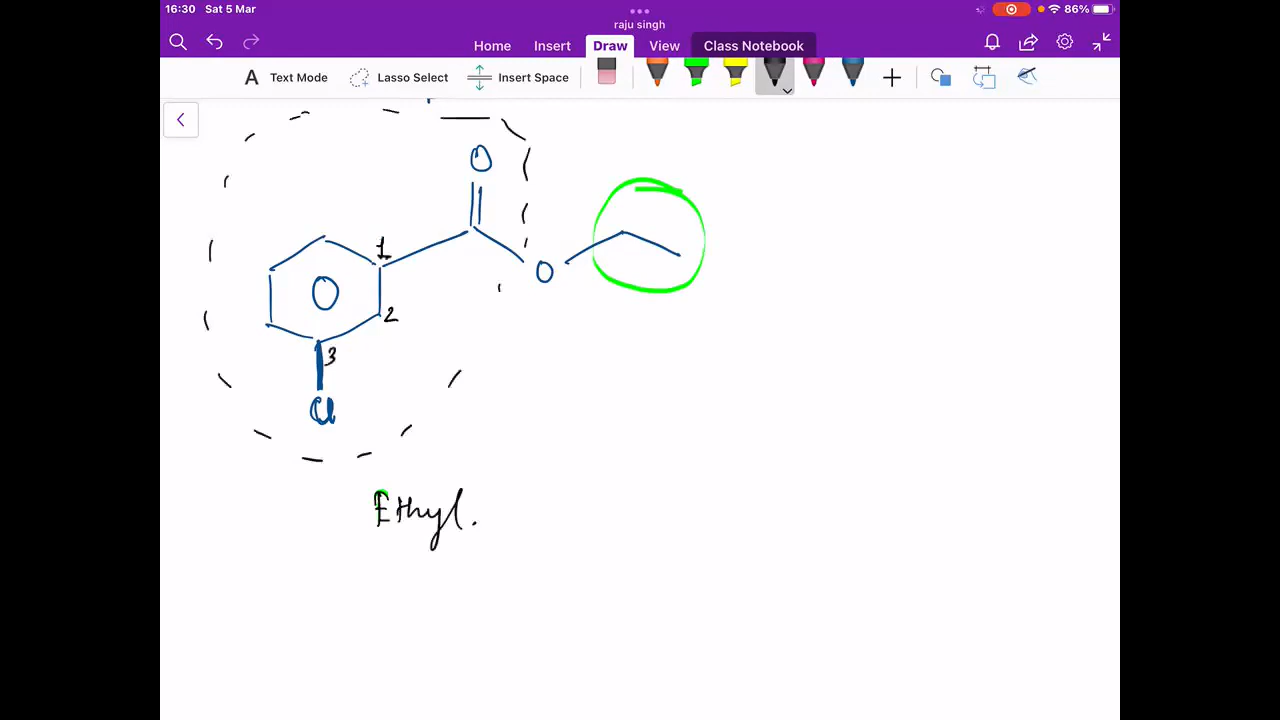 16:30 Sat 5 Mar
86%
raju singh
Home Insert Draw View Class Notebook
A Text Mode Lasso Select Insert Space
O
1
O
O
2
3
Cl
Ethyl.